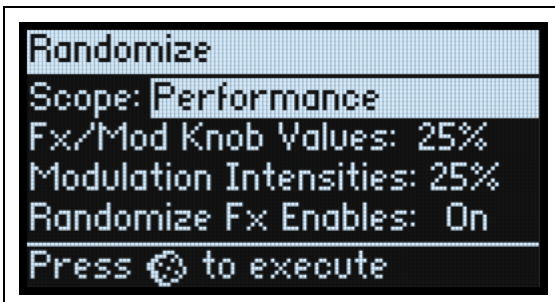 Randomize
Scope: Performance
Fx/Mod Knob Values: 25%
Modulation Intensities: 25%
Randomize Fx Enables: On
Press to execute